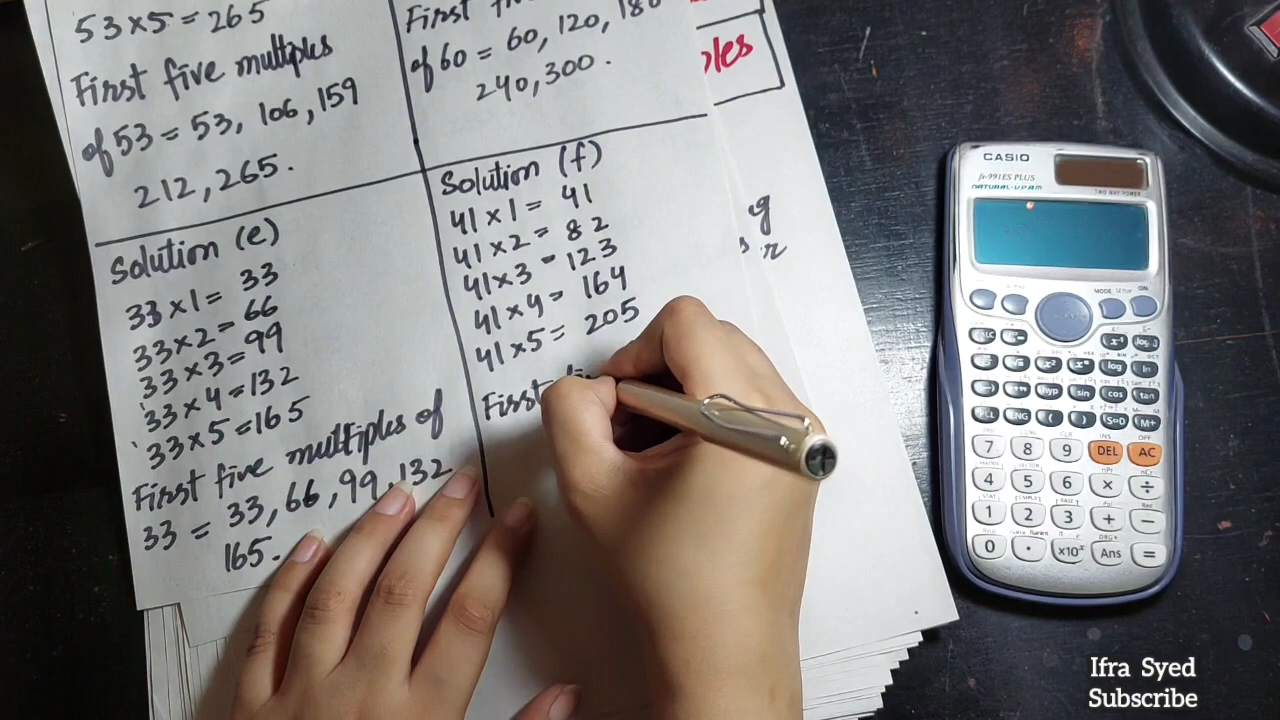 53×5 = 265
First five multiples
of 53 = 53, 106, 159
212, 265.
First
of 60 = 60, 120, 180
240, 300.
Solution (e)
33×1 = 33
33×2 = 66
33×3 = 99
33×4 = 132
33×5 = 165
First five multiples of
33 = 33, 66, 99, 132
165.
Solution (f)
41×1 = 41
41×2 = 82
41×3 = 123
41×4 = 164
41×5 = 205
First
CASIO
fx-991ES PLUS
NATURAL-V.P.A.M.
TWO WAY POWER
MODE SETUP ON
log ln
hyp sin cos tan
RCL ENG ( ) S⇔D M+
7 8 9 DEL AC
4 5 6 × ÷
1 2 3 + −
0 . ×10ˣ Ans =
Ifra Syed
Subscribe